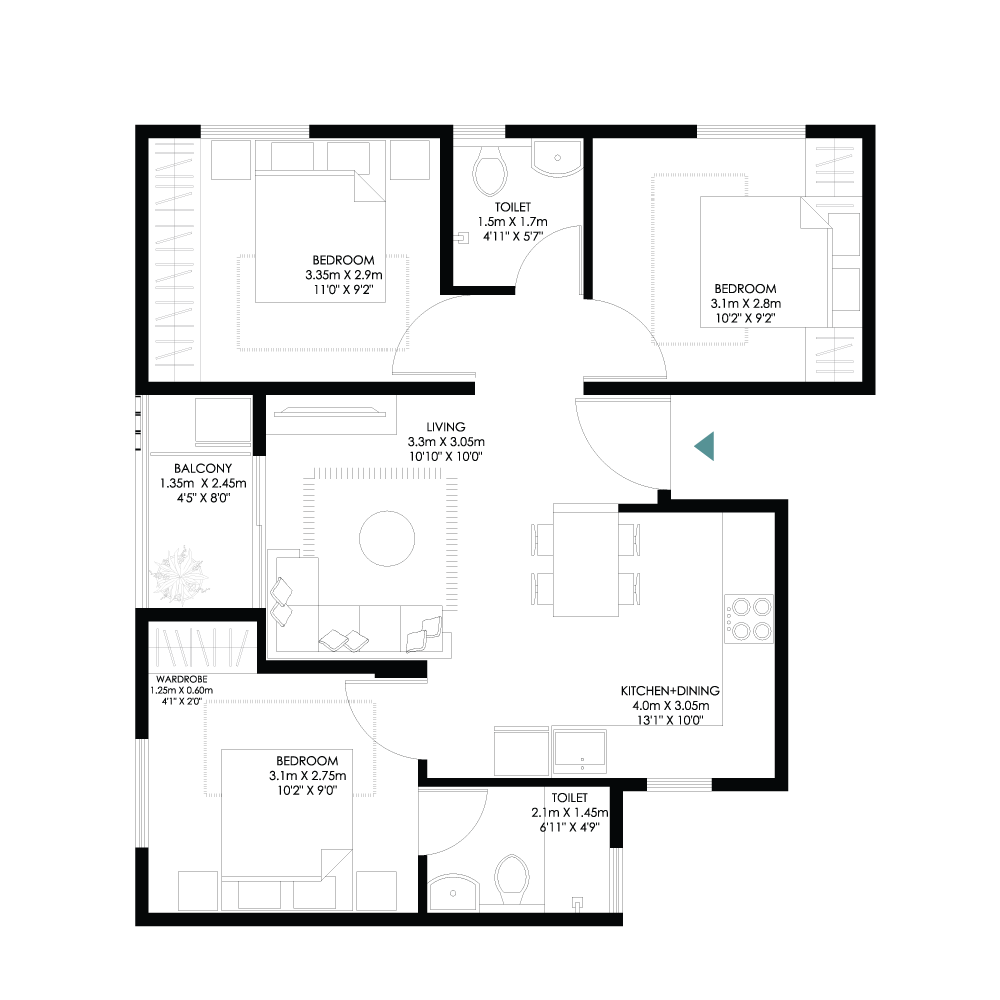 TOILET
1.5m X 1.7m
4'11" X 5'7"
BEDROOM
3.35m X 2.9m
11'0" X 9'2"
BEDROOM
3.1m X 2.8m
10'2" X 9'2"
LIVING
3.3m X 3.05m
10'10" X 10'0"
BALCONY
1.35m X 2.45m
4'5" X 8'0"
WARDROBE
1.25m X 0.60m
4'1" X 2'0"
KITCHEN+DINING
4.0m X 3.05m
13'1" X 10'0"
BEDROOM
3.1m X 2.75m
10'2" X 9'0"
TOILET
2.1m X 1.45m
6'11" X 4'9"